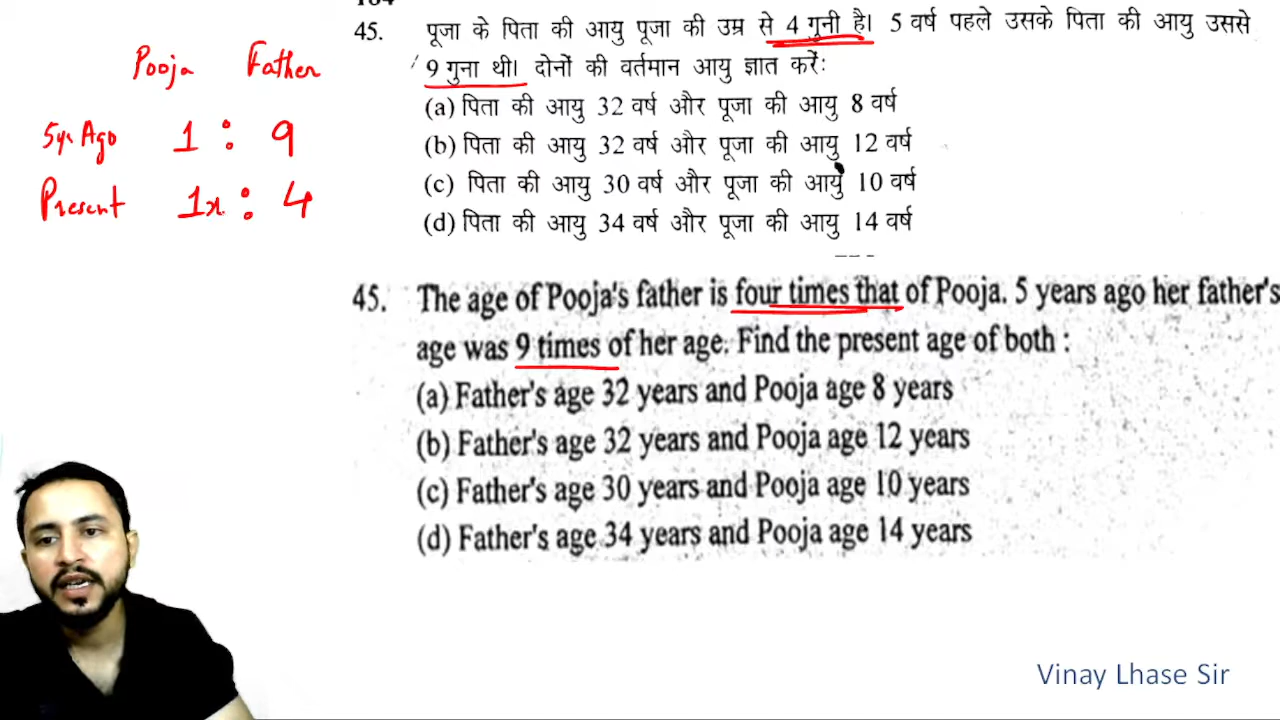 45. पूजा के पिता की आयु पूजा की उम्र से 4 गुनी है। 5 वर्ष पहले उसके पिता की आयु उससे
9 गुना थी। दोनों की वर्तमान आयु ज्ञात करेंः
(a) पिता की आयु 32 वर्ष और पूजा की आयु 8 वर्ष
(b) पिता की आयु 32 वर्ष और पूजा की आयु 12 वर्ष
(c) पिता की आयु 30 वर्ष और पूजा की आयु 10 वर्ष
(d) पिता की आयु 34 वर्ष और पूजा की आयु 14 वर्ष
Pooja Father
5yr Ago 1 : 9
Present 1x : 4
45. The age of Pooja's father is four times that of Pooja. 5 years ago her father's
age was 9 times of her age. Find the present age of both :
(a) Father's age 32 years and Pooja age 8 years
(b) Father's age 32 years and Pooja age 12 years
(c) Father's age 30 years and Pooja age 10 years
(d) Father's age 34 years and Pooja age 14 years
Vinay Lhase Sir